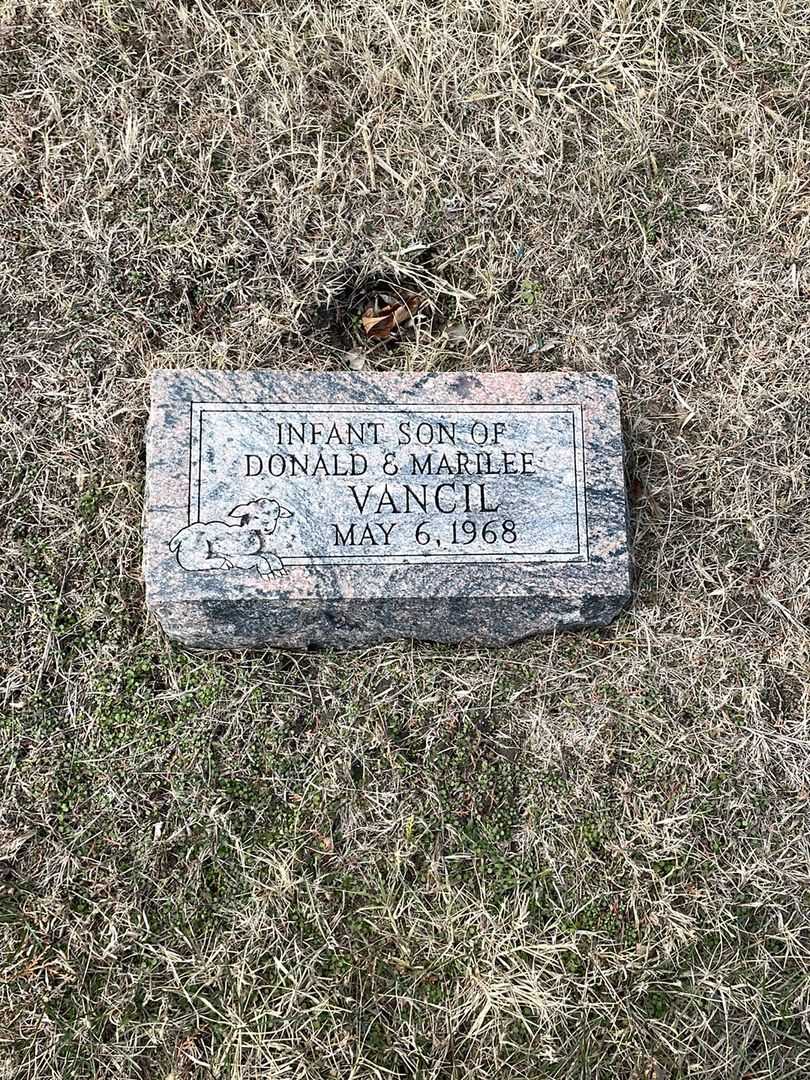 INFANT SON OF
DONALD & MARILEE
VANCIL
MAY 6, 1968